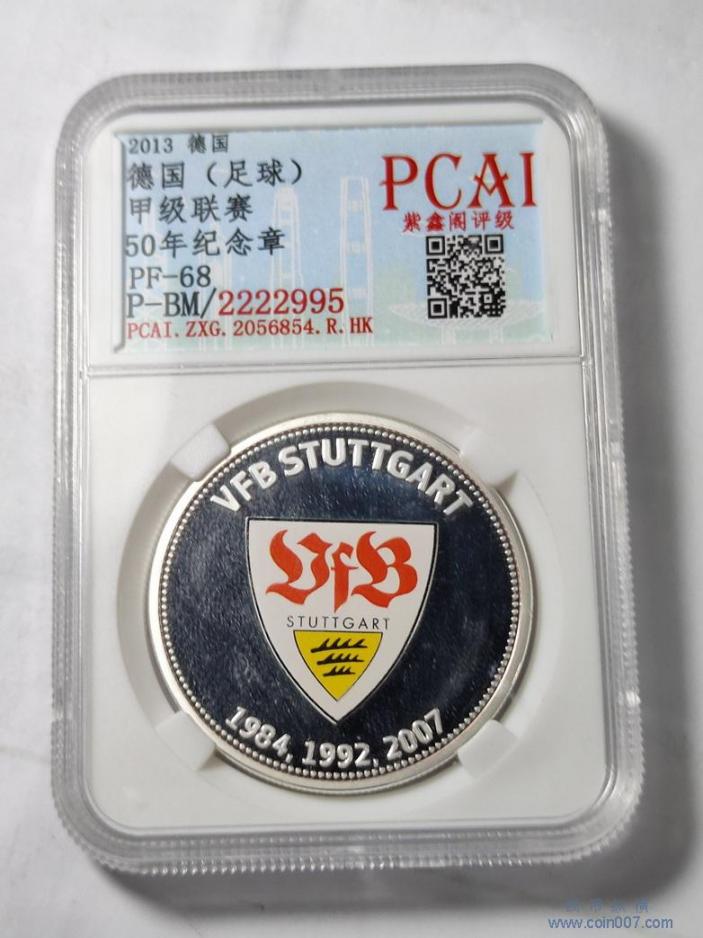 2013 德国
德国（足球）
甲级联赛
50年纪念章
PF-68
P-BM/2222995
PCAI.ZXG.2056854.R.HK
PCAI
紫鑫阁评级
VFB STUTTGART
VfB
STUTTGART
1984, 1992, 2007
www.coin007.com